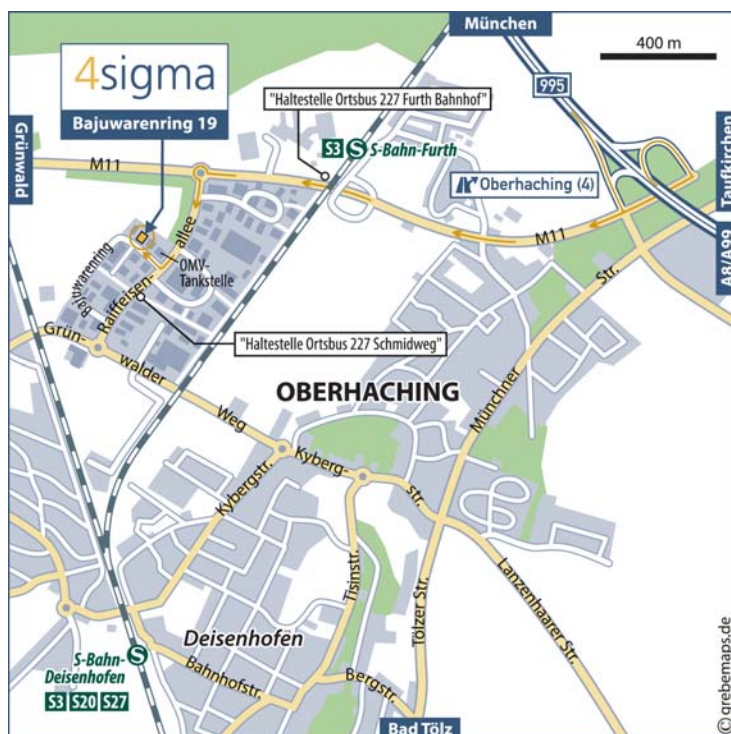 München
400 m
4sigma
Bajuwarenring 19
995
"Haltestelle Ortsbus 227 Furth Bahnhof"
Grünwald
S3 S S-Bahn-Furth
Taufkirchen
M11
Oberhaching (4)
M11
A8/A99
Bajuwarenring
Raiffeisen-
allee
OMV-
Tankstelle
Str.
"Haltestelle Ortsbus 227 Schmidweg"
Grün-
walder
Weg
OBERHACHING
Münchner
Kyberg-
Str.
Kybergstr.
Tisinstr.
Tölzer Str.
Lanzenhaarer Str.
Deisenhofen
S-Bahn-
Deisenhofen
S
S3 S20 S27
Bahnhofstr.
Bergstr.
Bad Tölz
© grebemaps.de